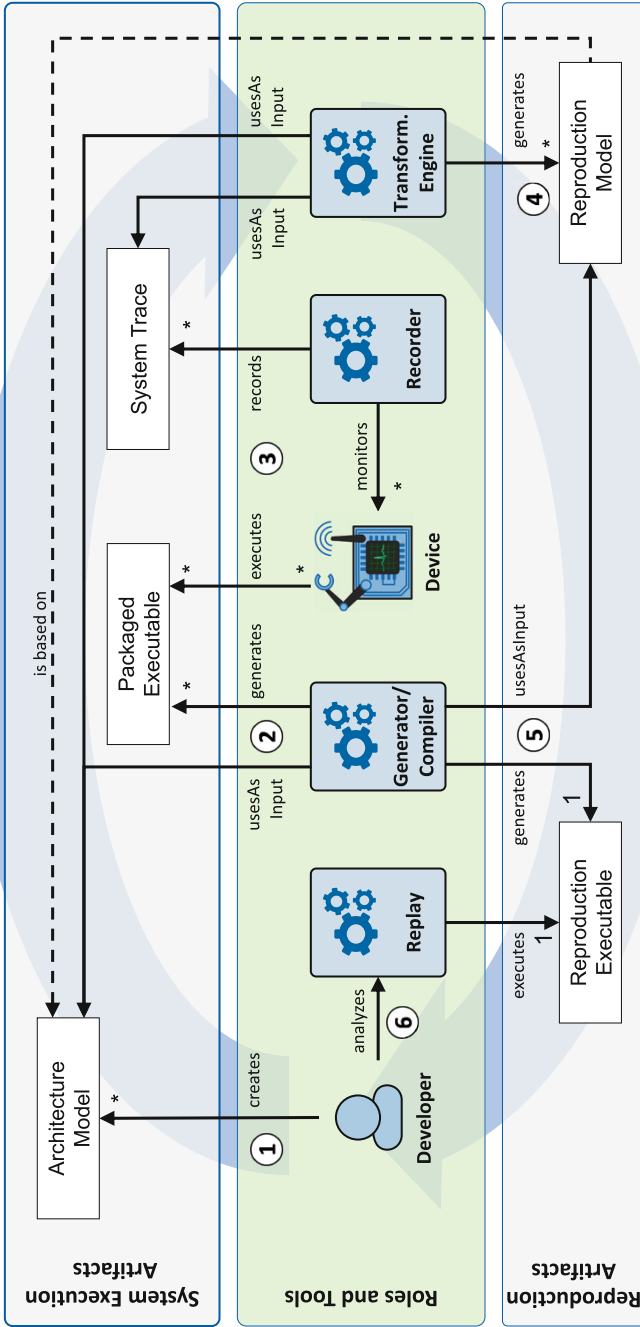 System Execution
Artifacts
Architecture
Model
is based on
Packaged
Executable
System Trace
*
*
*
*
1
creates
usesAs
Input
2
generates
executes
3
records
usesAs
Input
usesAs
Input
Roles and Tools
Developer
analyzes
6
Replay
Generator/
Compiler
*
Device
monitors
*
Recorder
Transform.
Engine
Reproduction
Artifacts
executes
1
Reproduction
Executable
generates
1
5
usesAsInput
4
generates
*
Reproduction
Model